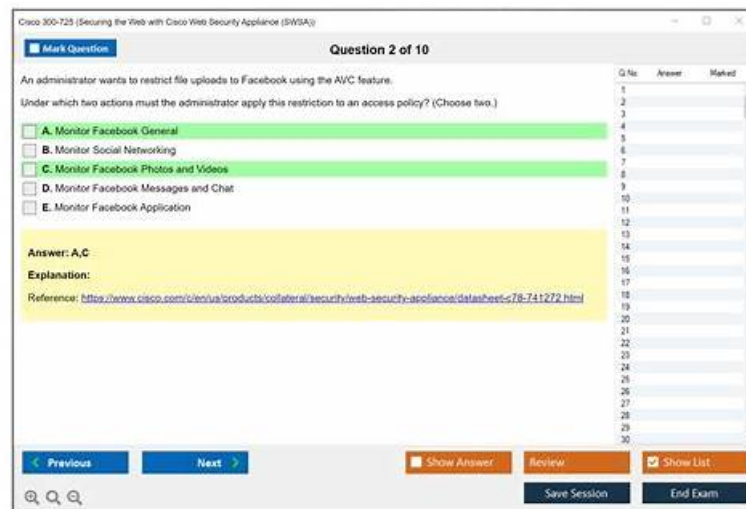 Cisco 300-725 (Securing the Web with Cisco Web Security Appliance (SWSA))
Mark Question
Question 2 of 10
An administrator wants to restrict file uploads to Facebook using the AVC feature.
Under which two actions must the administrator apply this restriction to an access policy? (Choose two.)
A. Monitor Facebook General
B. Monitor Social Networking
C. Monitor Facebook Photos and Videos
D. Monitor Facebook Messages and Chat
E. Monitor Facebook Application
Answer: A,C
Explanation:
Reference: https://www.cisco.com/c/en/us/products/collateral/security/web-security-appliance/datasheet-c78-741272.html
Q.No. Answer Marked
1
2
3
4
5
6
7
8
9
10
11
12
13
14
15
16
17
18
19
20
21
22
23
24
25
26
27
28
29
30
Previous
Next
Show Answer
Review
Show List
Save Session
End Exam